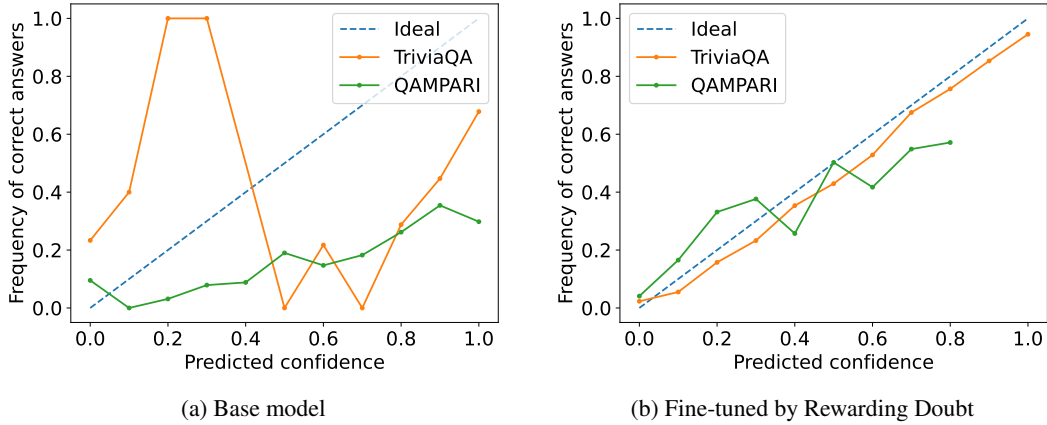 Frequency of correct answers
1.0
0.8
0.6
0.4
0.2
0.0
Ideal
TriviaQA
QAMPARI
0.0 0.2 0.4 0.6 0.8 1.0
Predicted confidence
(a) Base model
Frequency of correct answers
1.0
0.8
0.6
0.4
0.2
0.0
Ideal
TriviaQA
QAMPARI
0.0 0.2 0.4 0.6 0.8 1.0
Predicted confidence
(b) Fine-tuned by Rewarding Doubt